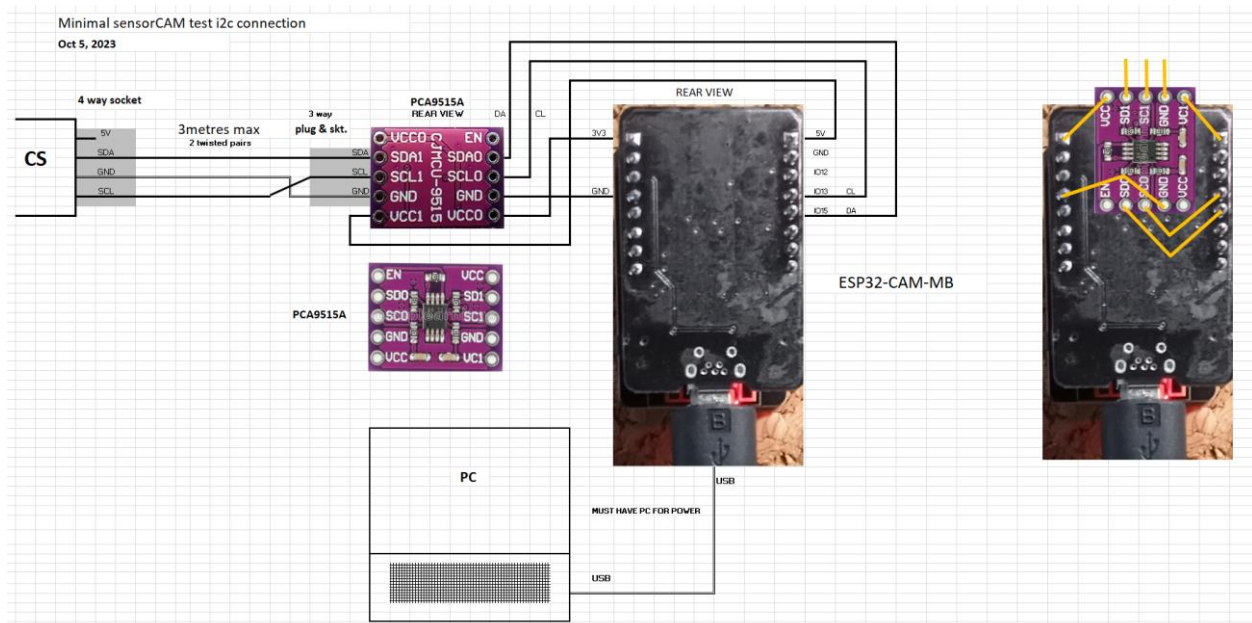 Minimal sensorCAM test i2c connection
Oct 5, 2023
4 way socket
5V
SDA
GND
SCL
CS
3metres max
2 twisted pairs
3 way
plug & skt.
SDA
SCL
GND
PCA9515A
REAR VIEW
DA
CL
VCC0 EN
SDA1 SDA0
SCL1 SCL0
GND GND
VCC1 VCC0
CJMCU-9515
REAR VIEW
3V3
GND
5V
GND
IO12
IO13 CL
IO15 DA
VCC SD1 SC1 GND VC1
EN SD0 SC0 GND VCC
ESP32-CAM-MB
PCA9515A
EN VCC
SD0 SD1
SC0 SC1
GND GND
VCC VC1
B
B
PC
USB
MUST HAVE PC FOR POWER
USB